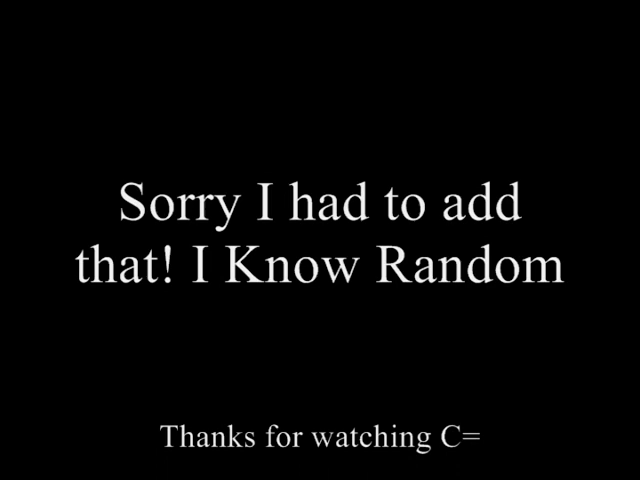 Sorry I had to add
that! I Know Random
Thanks for watching C=